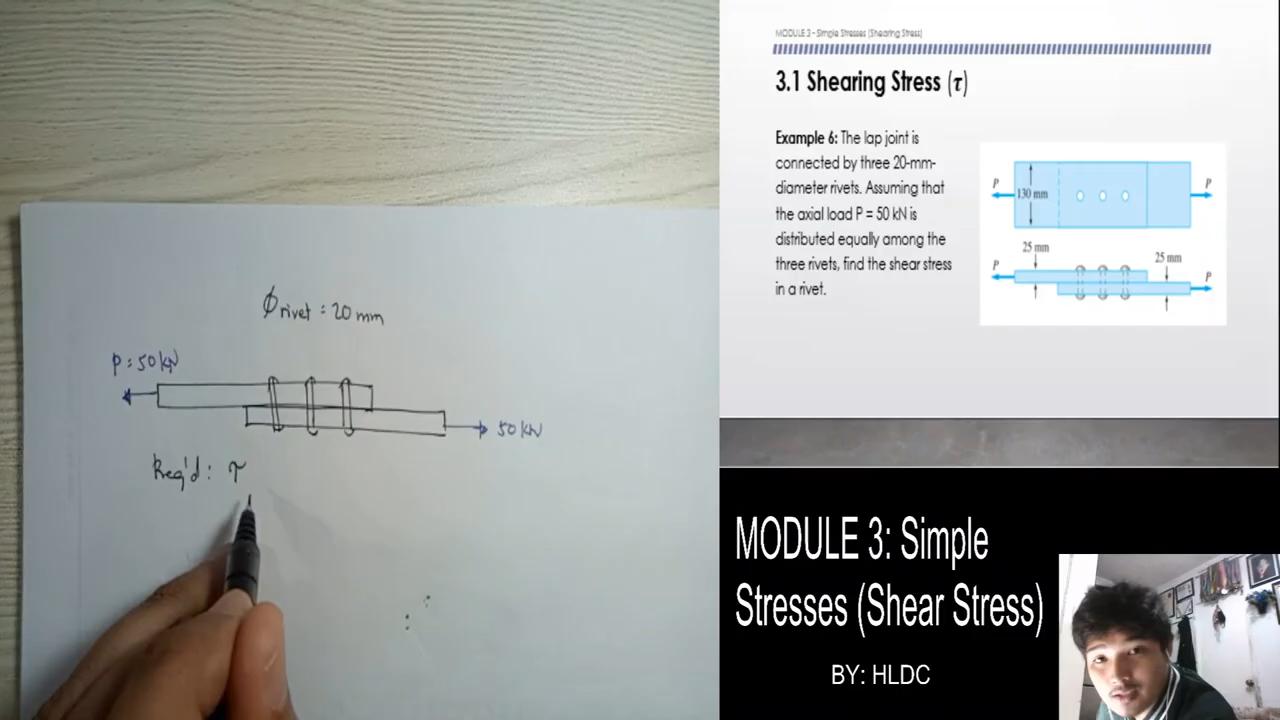 ϕrivet = 20 mm
P = 50 kN
50 kN
Req'd: τ
MODULE 3 - Simple Stresses (Shearing Stress)
3.1 Shearing Stress (τ)
Example 6: The lap joint is
connected by three 20-mm-
diameter rivets. Assuming that
the axial load P = 50 kN is
distributed equally among the
three rivets, find the shear stress
in a rivet.
P
130 mm
P
25 mm
25 mm
P
P
MODULE 3: Simple
Stresses (Shear Stress)
BY: HLDC